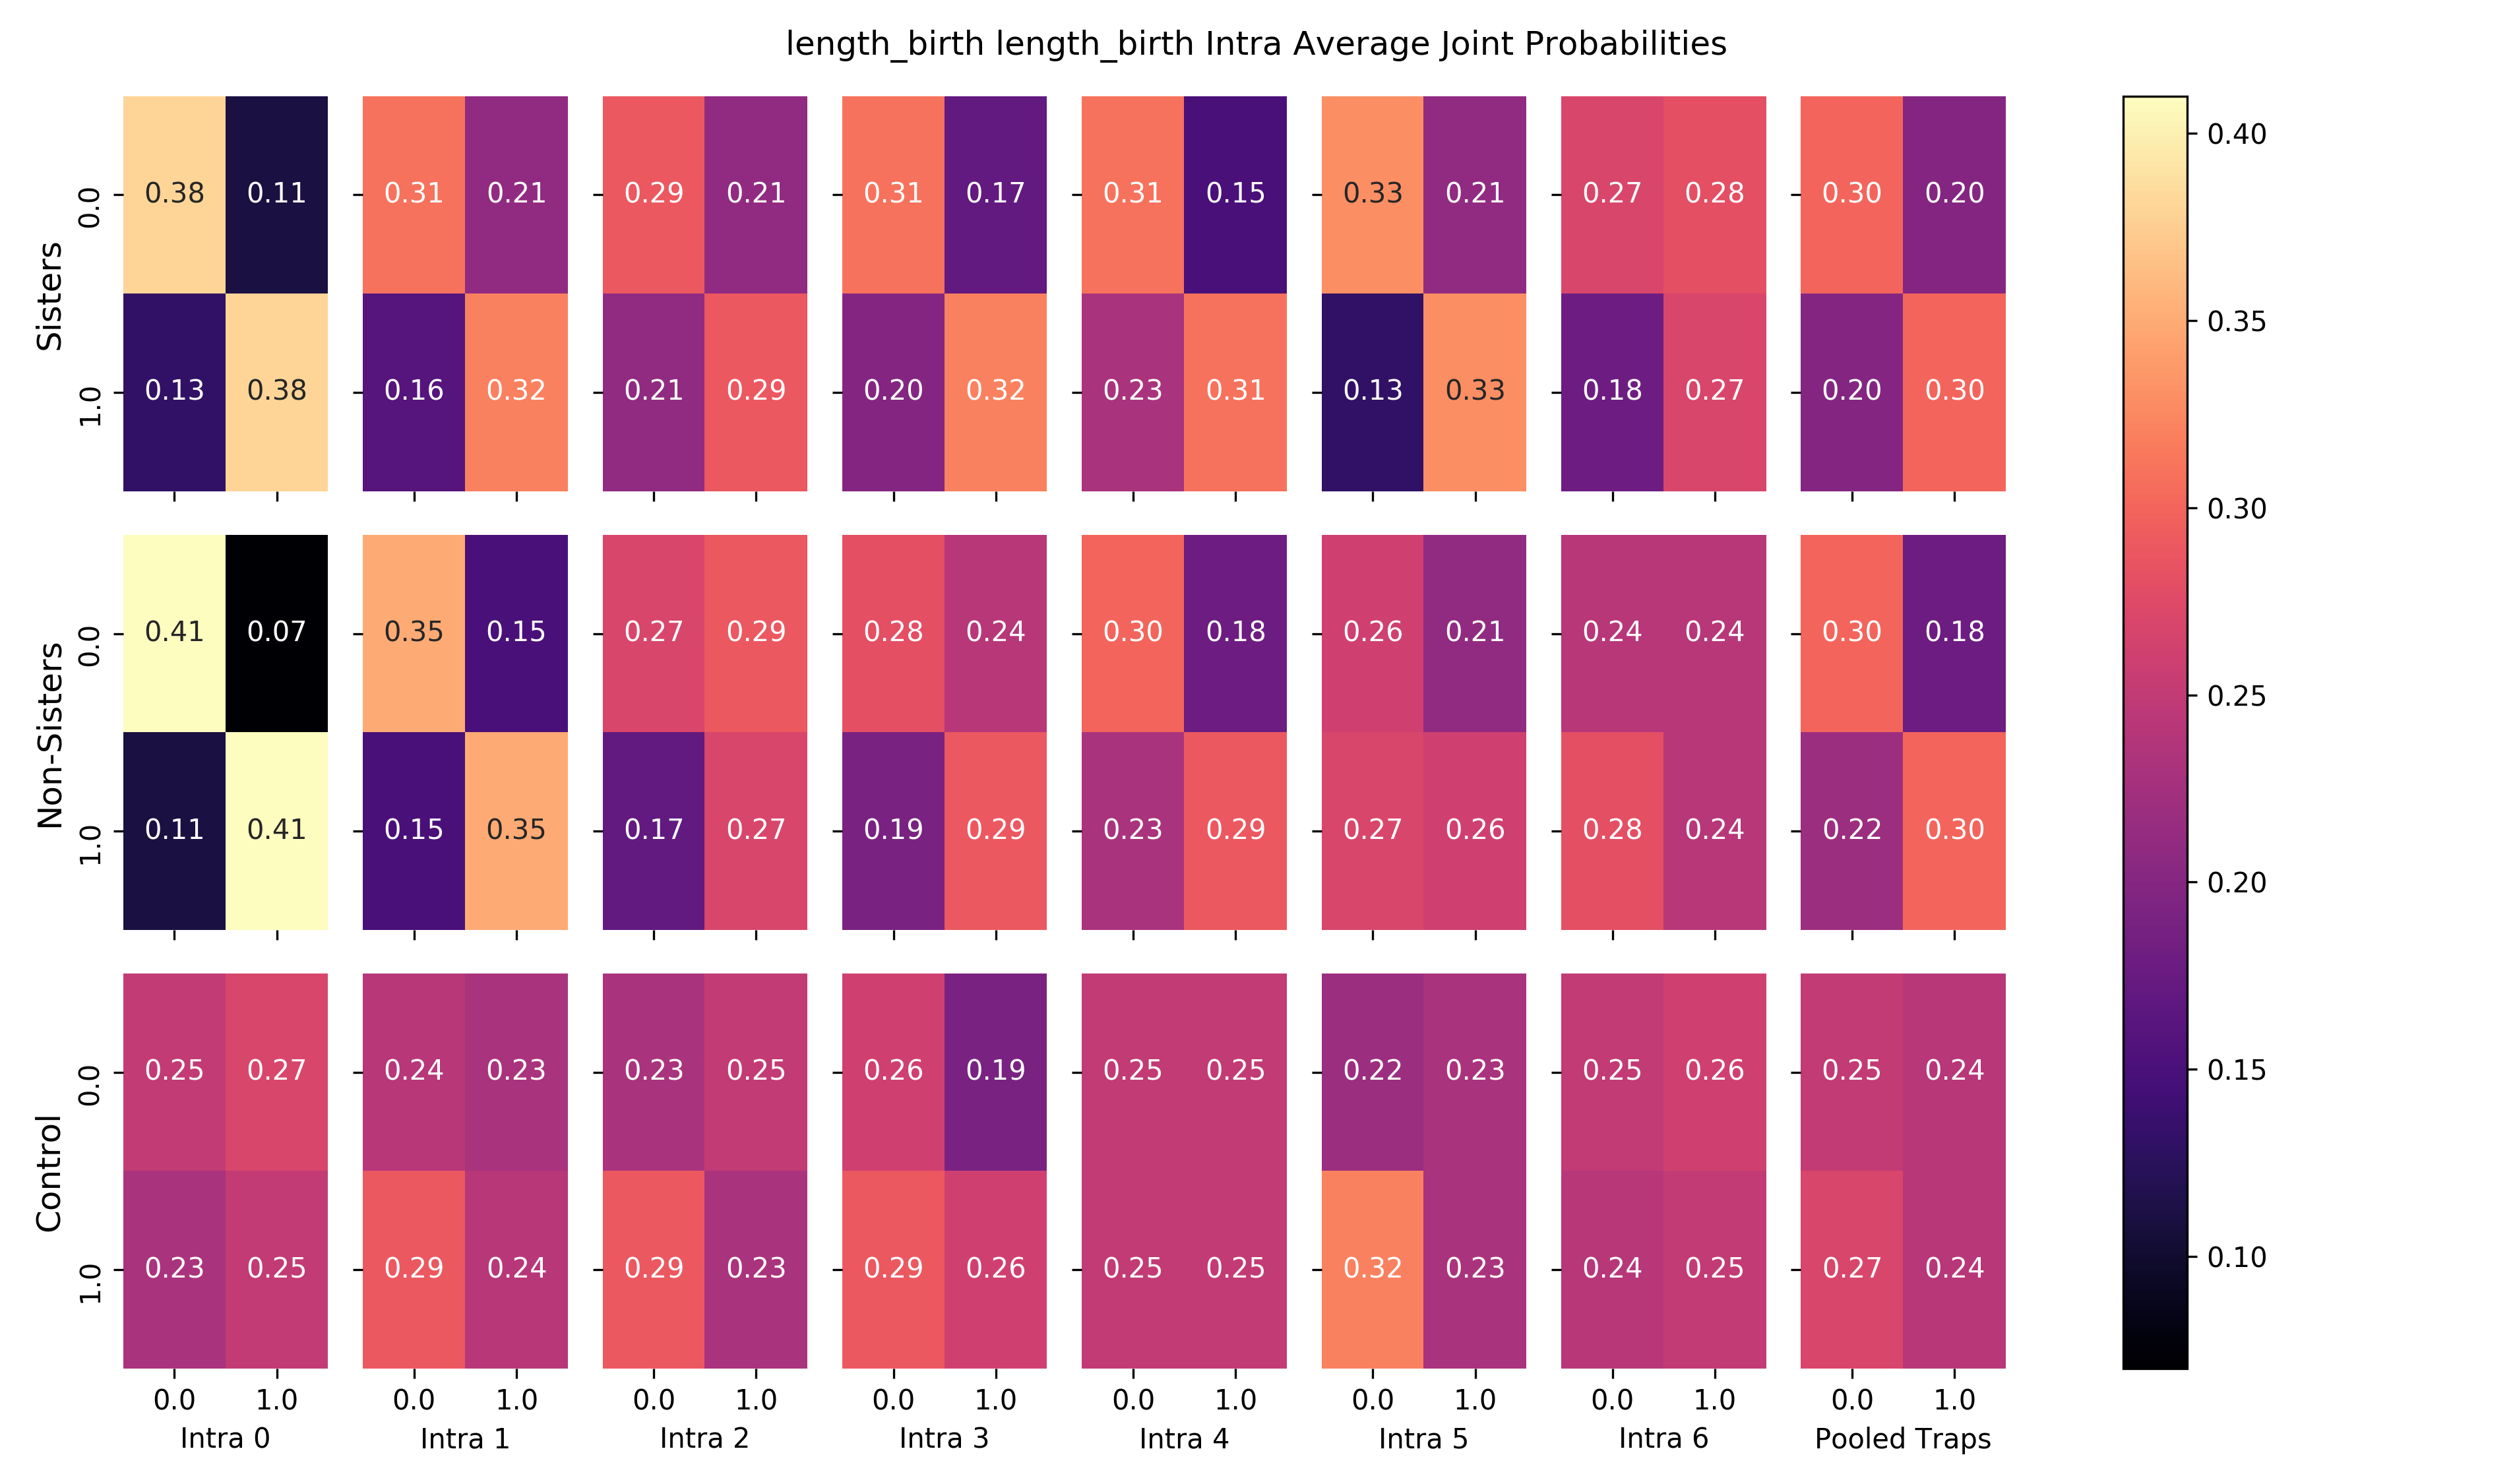 length_birth length_birth Intra Average Joint Probabilities
Sisters
0.0 0.38 0.11 0.31 0.21 0.29 0.21 0.31 0.17 0.31 0.15 0.33 0.21 0.27 0.28 0.30 0.20
1.0 0.13 0.38 0.16 0.32 0.21 0.29 0.20 0.32 0.23 0.31 0.13 0.33 0.18 0.27 0.20 0.30
Non-Sisters
0.0 0.41 0.07 0.35 0.15 0.27 0.29 0.28 0.24 0.30 0.18 0.26 0.21 0.24 0.24 0.30 0.18
1.0 0.11 0.41 0.15 0.35 0.17 0.27 0.19 0.29 0.23 0.29 0.27 0.26 0.28 0.24 0.22 0.30
Control
0.0 0.25 0.27 0.24 0.23 0.23 0.25 0.26 0.19 0.25 0.25 0.22 0.23 0.25 0.26 0.25 0.24
1.0 0.23 0.25 0.29 0.24 0.29 0.23 0.29 0.26 0.25 0.25 0.32 0.23 0.24 0.25 0.27 0.24
0.0 1.0 0.0 1.0 0.0 1.0 0.0 1.0 0.0 1.0 0.0 1.0 0.0 1.0 0.0 1.0
Intra 0 Intra 1 Intra 2 Intra 3 Intra 4 Intra 5 Intra 6 Pooled Traps
0.40
0.35
0.30
0.25
0.20
0.15
0.10